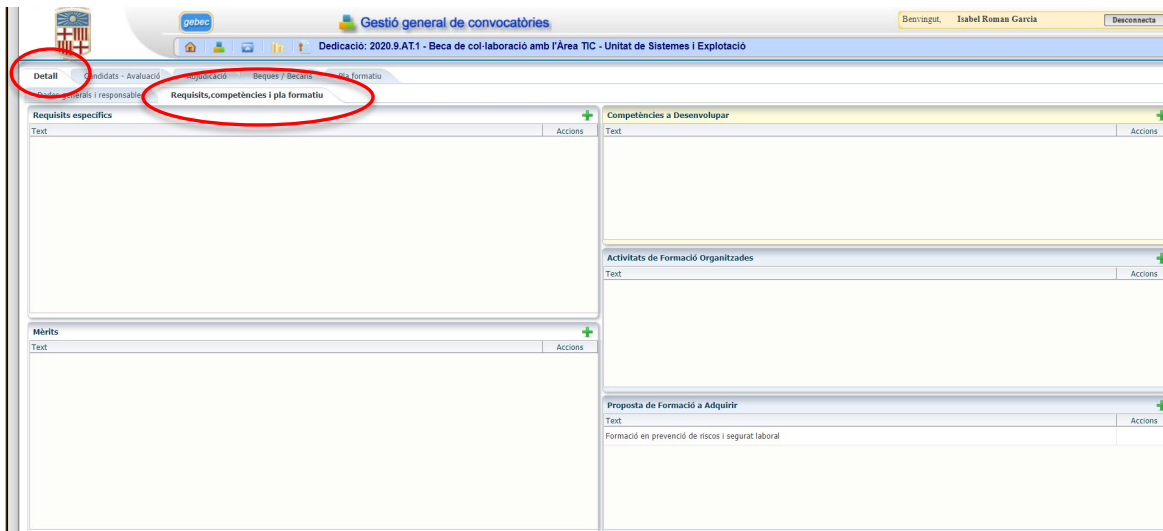 gebec
Gestió general de convocatòries
Benvingut, Isabel Roman Garcia
Desconnecta
Dedicació: 2020.9.AT.1 - Beca de col·laboració amb l'Àrea TIC - Unitat de Sistemes i Explotació
Detall Candidats - Avaluació Adjudicació Beques / Becaris Pla formatiu
Dades generals i responsable Requisits,competències i pla formatiu
Requisits específics
Text Accions
Competències a Desenvolupar
Text Accions
Activitats de Formació Organitzades
Text Accions
Mèrits
Text Accions
Proposta de Formació a Adquirir
Text Accions
Formació en prevenció de riscos i segurat laboral